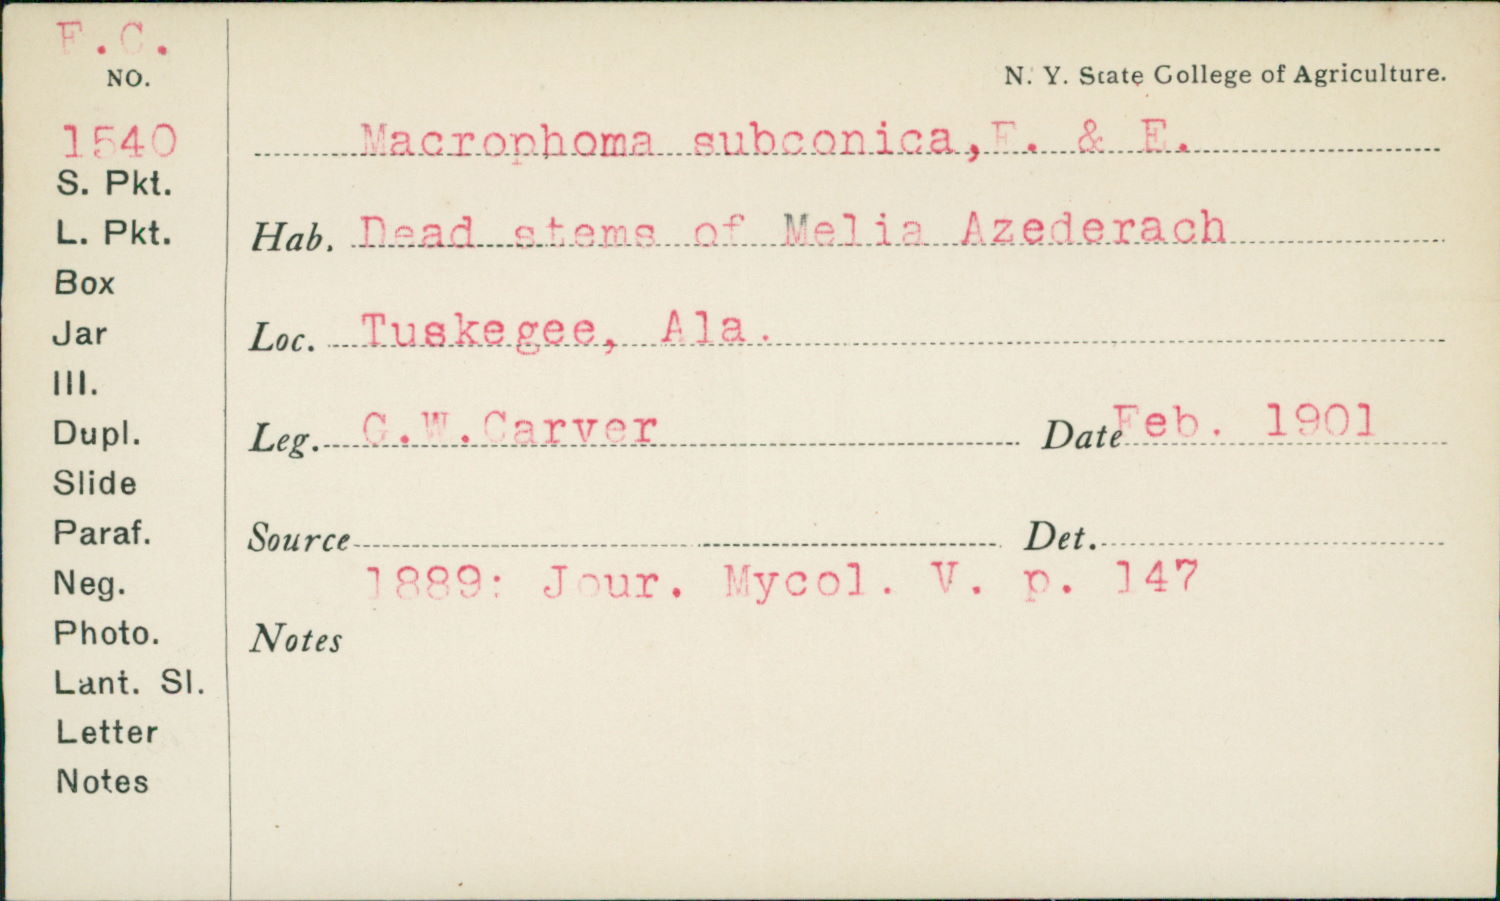 F.C.
NO.
1540
S. Pkt.
L. Pkt.
Box
Jar
Ill.
Dupl.
Slide
Paraf.
Neg.
Photo.
Lant. Sl.
Letter
Notes
N. Y. State College of Agriculture.
Macrophoma subconica, E. & E.
Hab. Dead stems of Melia Azederach
Loc. Tuskegee, Ala.
Leg. G.W.Carver Date Feb. 1901
Source Det.
1889: Jour. Mycol. V. p. 147
Notes